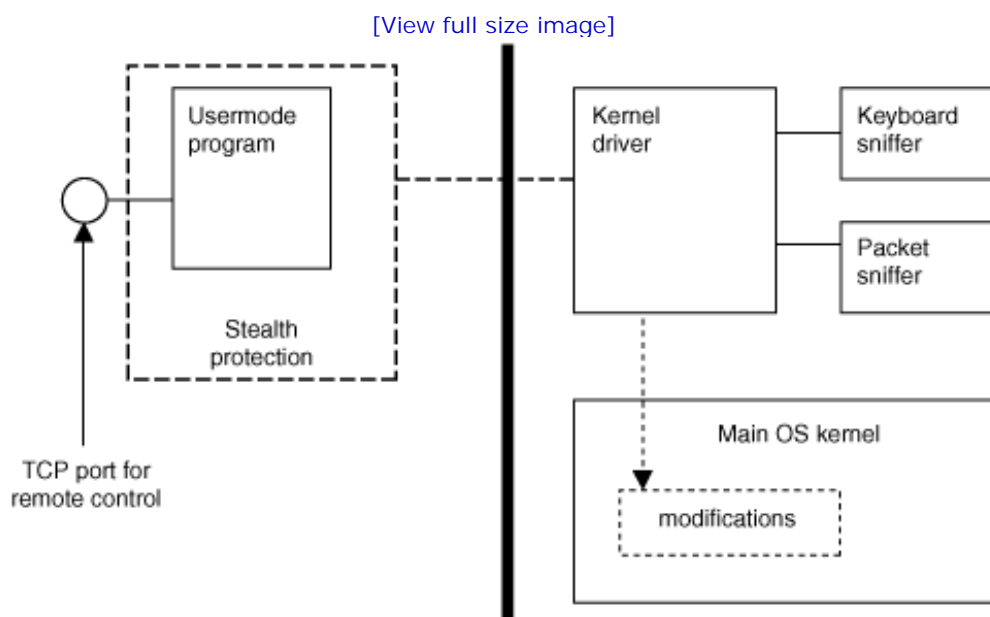 [View full size image]
Usermode
program
Stealth
protection
TCP port for
remote control
Kernel
driver
Keyboard
sniffer
Packet
sniffer
Main OS kernel
modifications